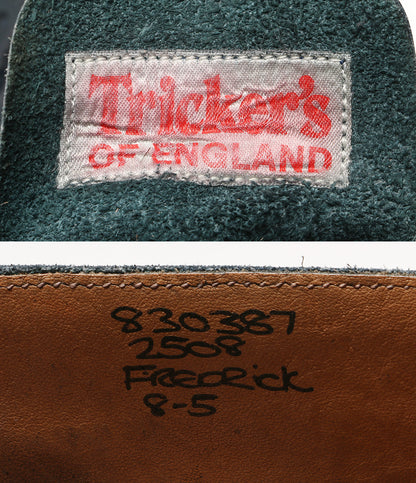 Tricker's
OF ENGLAND
830387
2508
FREDRICK
8-5